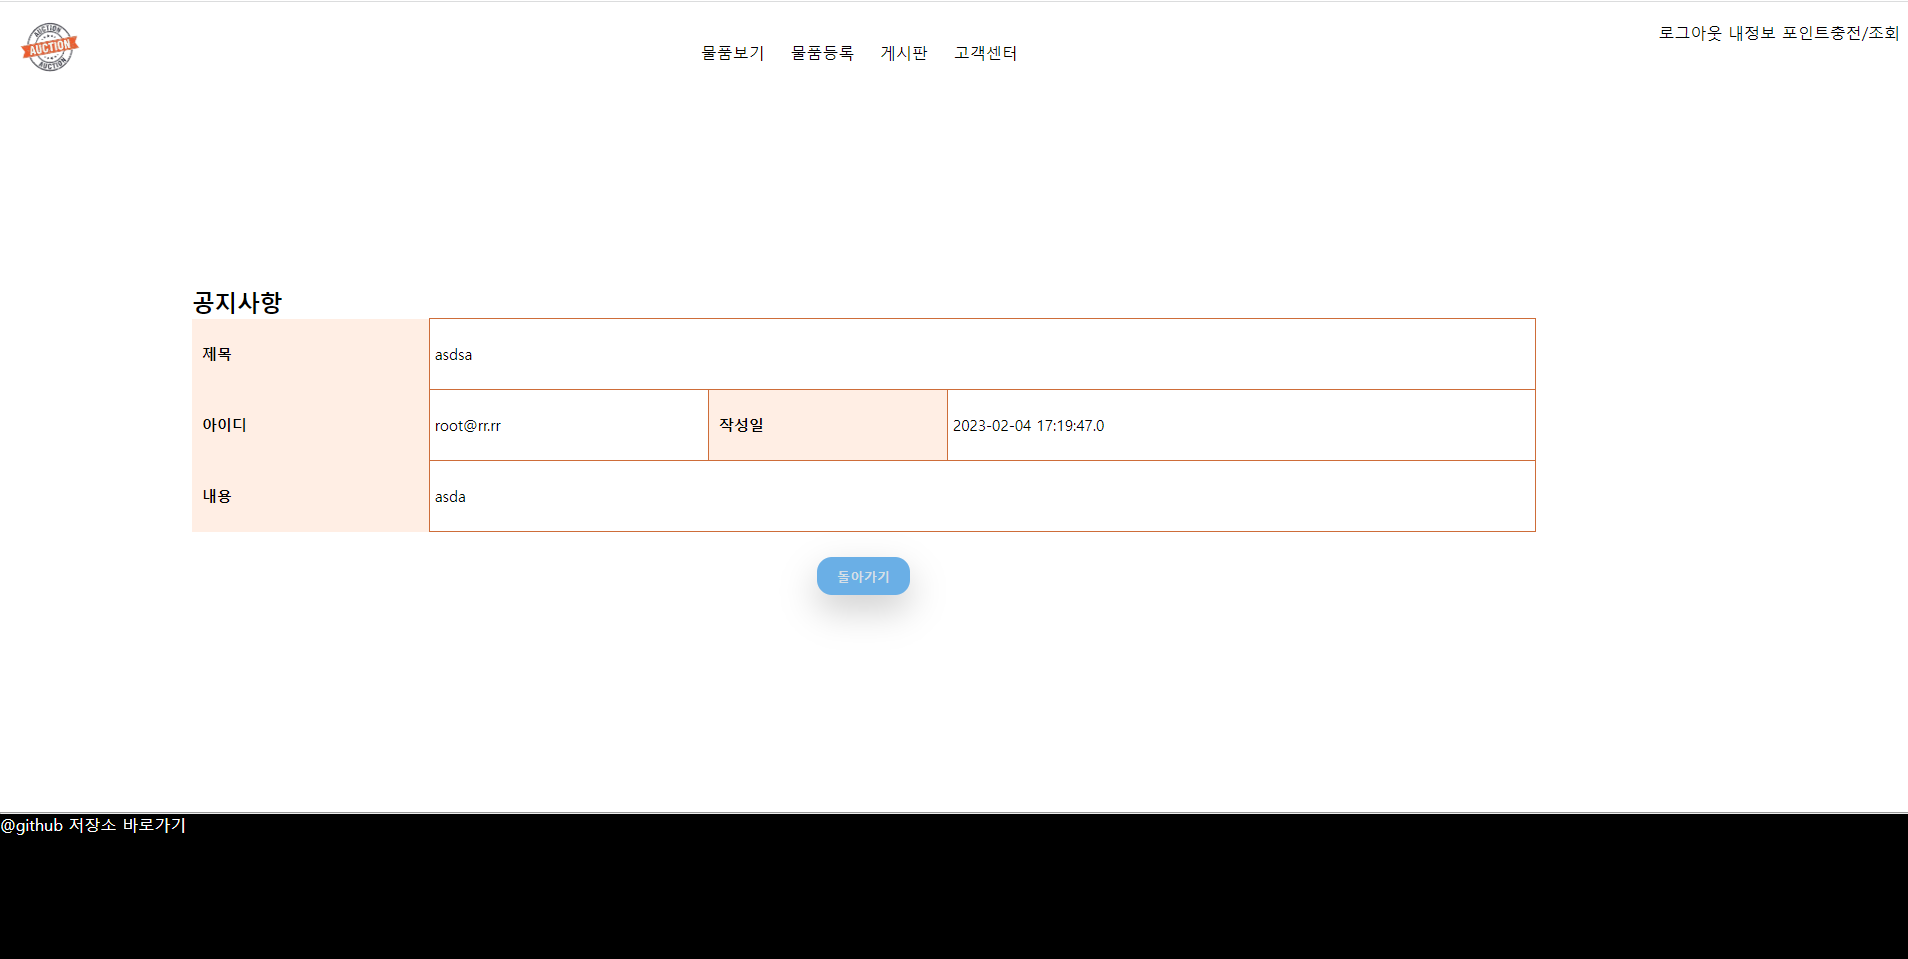 AUCTION
AUCTION
AUCTION
물품보기 물품등록 게시판 고객센터
로그아웃 내정보 포인트충전/조회
공지사항
제목 asdsa
아이디 root@rr.rr 작성일 2023-02-04 17:19:47.0
내용 asda
돌아가기
@github 저장소 바로가기